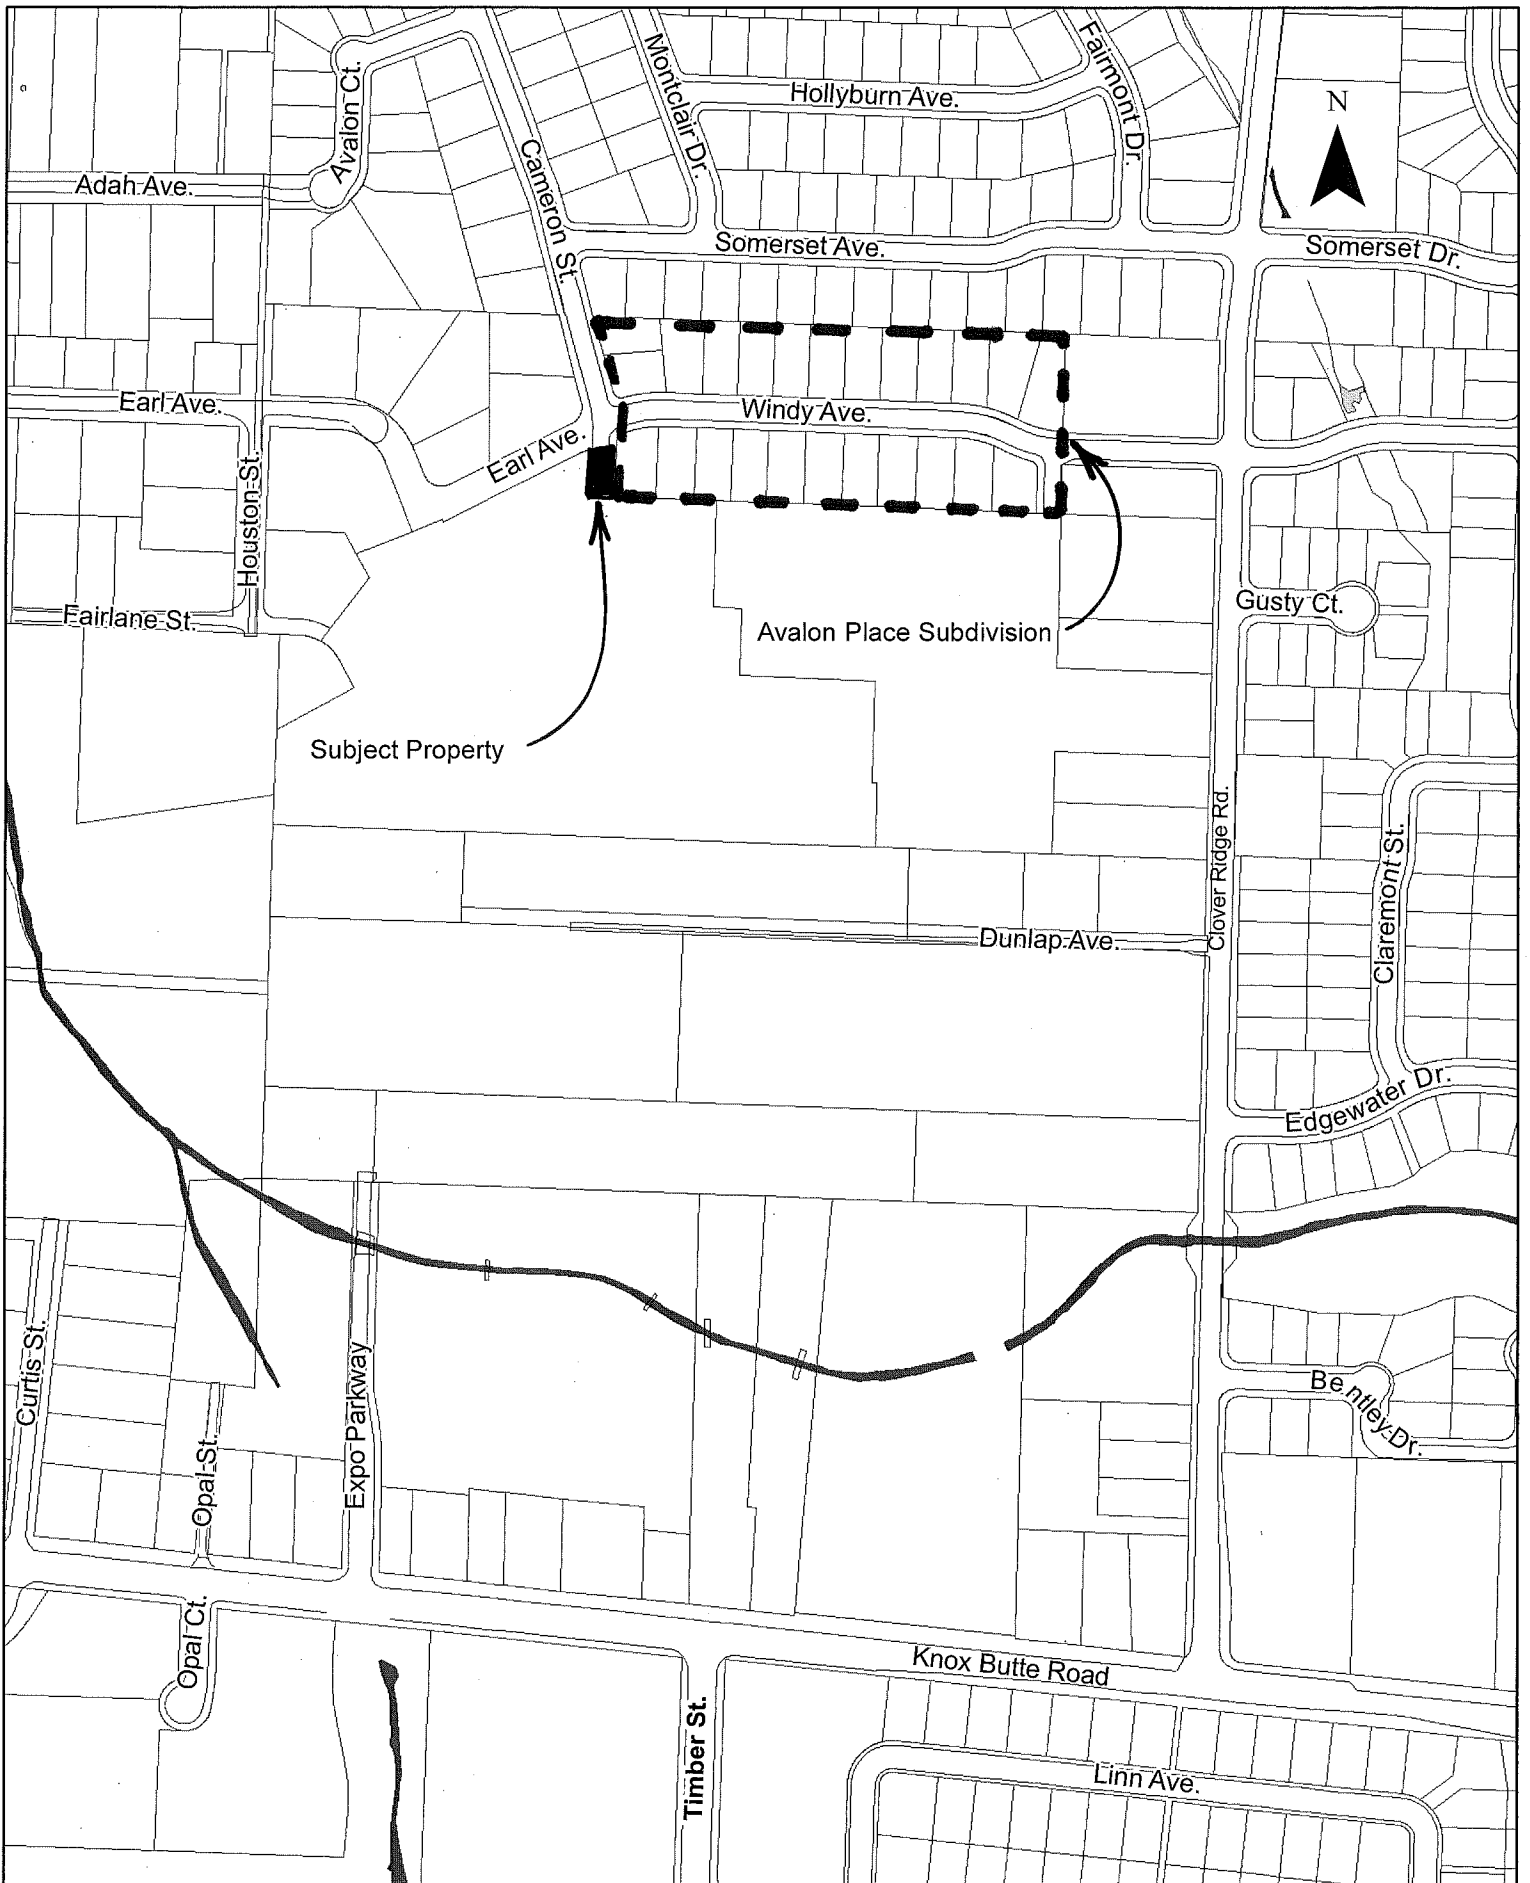 Montclair Dr.
Fairmont Dr.
Avalon Ct.
Hollyburn Ave.
N
Cameron St.
Adah Ave.
Somerset Ave.
Somerset Dr.
Earl Ave.
Windy Ave.
Earl Ave.
Houston St.
Gusty Ct.
Fairlane St.
Avalon Place Subdivision
Subject Property
Clover Ridge Rd.
Claremont St.
Dunlap Ave.
Edgewater Dr.
Curtis St.
Expo Parkway
Bentley Dr.
Opal St.
Opal Ct.
Knox Butte Road
Timber St.
Linn Ave.